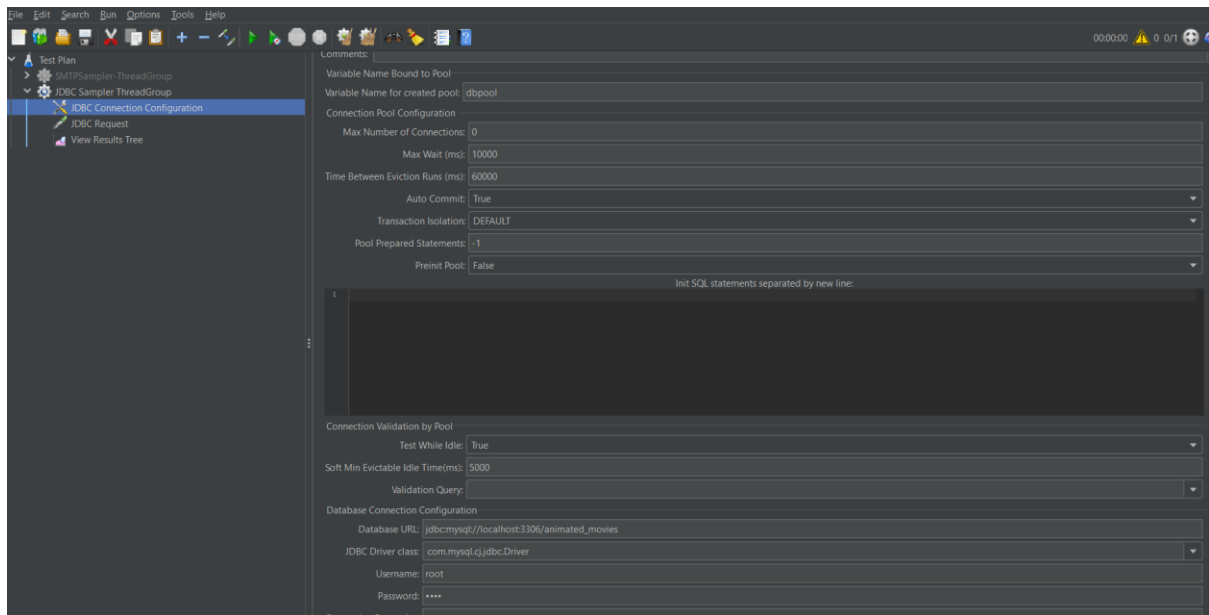 File Edit Search Run Options Tools Help
00:00:00 0 0/1
Test Plan
SMTPSampler-ThreadGroup
JDBC Sampler ThreadGroup
JDBC Connection Configuration
JDBC Request
View Results Tree
Comments:
Variable Name Bound to Pool
Variable Name for created pool: dbpool
Connection Pool Configuration
Max Number of Connections: 0
Max Wait (ms): 10000
Time Between Eviction Runs (ms): 60000
Auto Commit: True
Transaction Isolation: DEFAULT
Pool Prepared Statements: -1
Preinit Pool: False
Init SQL statements separated by new line:
1
Connection Validation by Pool
Test While Idle: True
Soft Min Evictable Idle Time(ms): 5000
Validation Query:
Database Connection Configuration
Database URL: jdbc:mysql://localhost:3306/animated_movies
JDBC Driver class: com.mysql.cj.jdbc.Driver
Username: root
Password: ••••